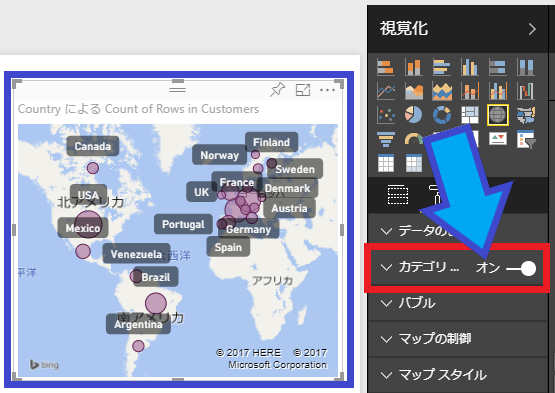 視覚化
Country による Count of Rows in Customers
Canada
Finland
Norway
Sweden
北アメリカ
USA
UK
France
Denmark
Mexico
Portugal
Austria
Germany
Spain
Venezuela
西洋
平洋
アフリカ
Brazil
南アメリカ
Argentina
bing
© 2017 HERE © 2017
Microsoft Corporation
データの
カテゴリ ... オン
バブル
マップの制御
マップ スタイル